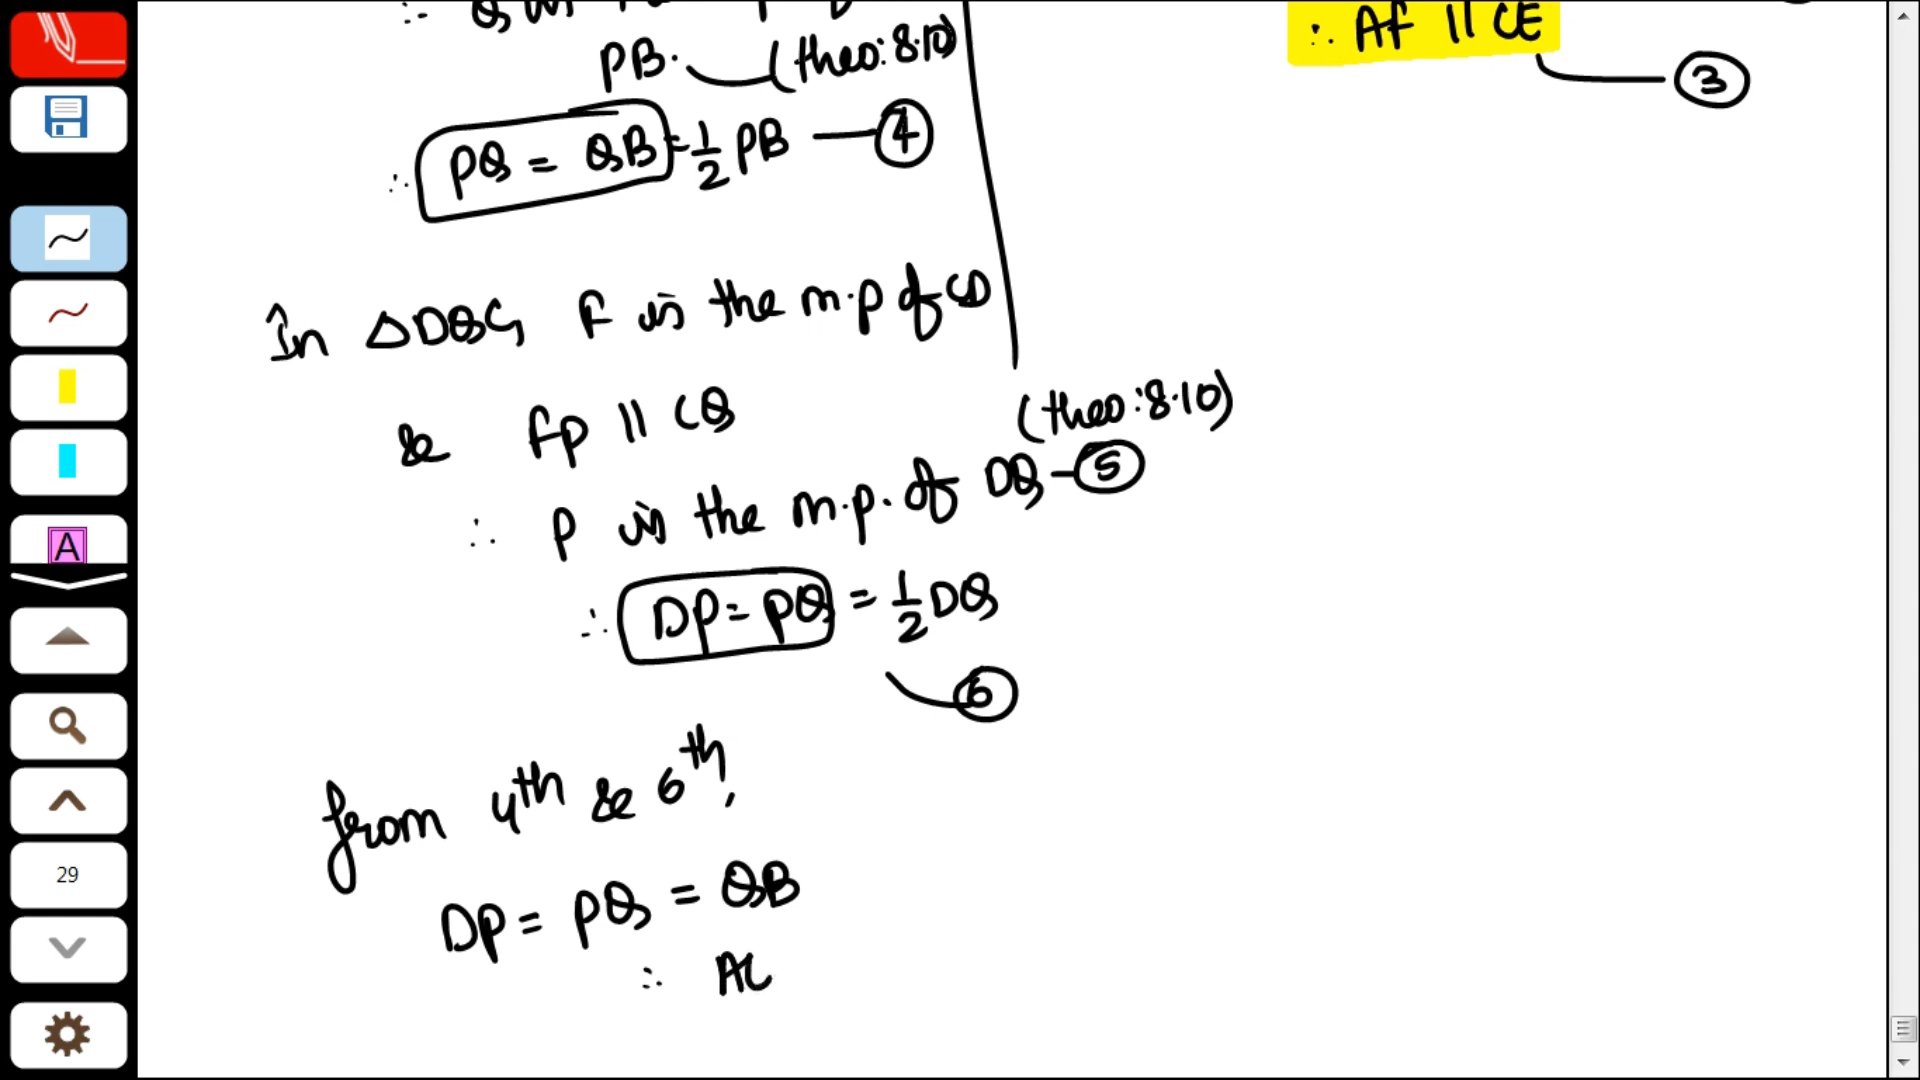 PB. (theo: 8.10)
∴ PQ = QB = 1/2 PB — ④
In △DQC, F is the m.p of CD
& FP || CQ
(theo: 8.10)
∴ P is the m.p. of DQ — ⑤
∴ DP = PQ = 1/2 DQ
⑥
from 4th & 6th,
DP = PQ = QB
∴ AC
∴ AF || CE
③
A
29